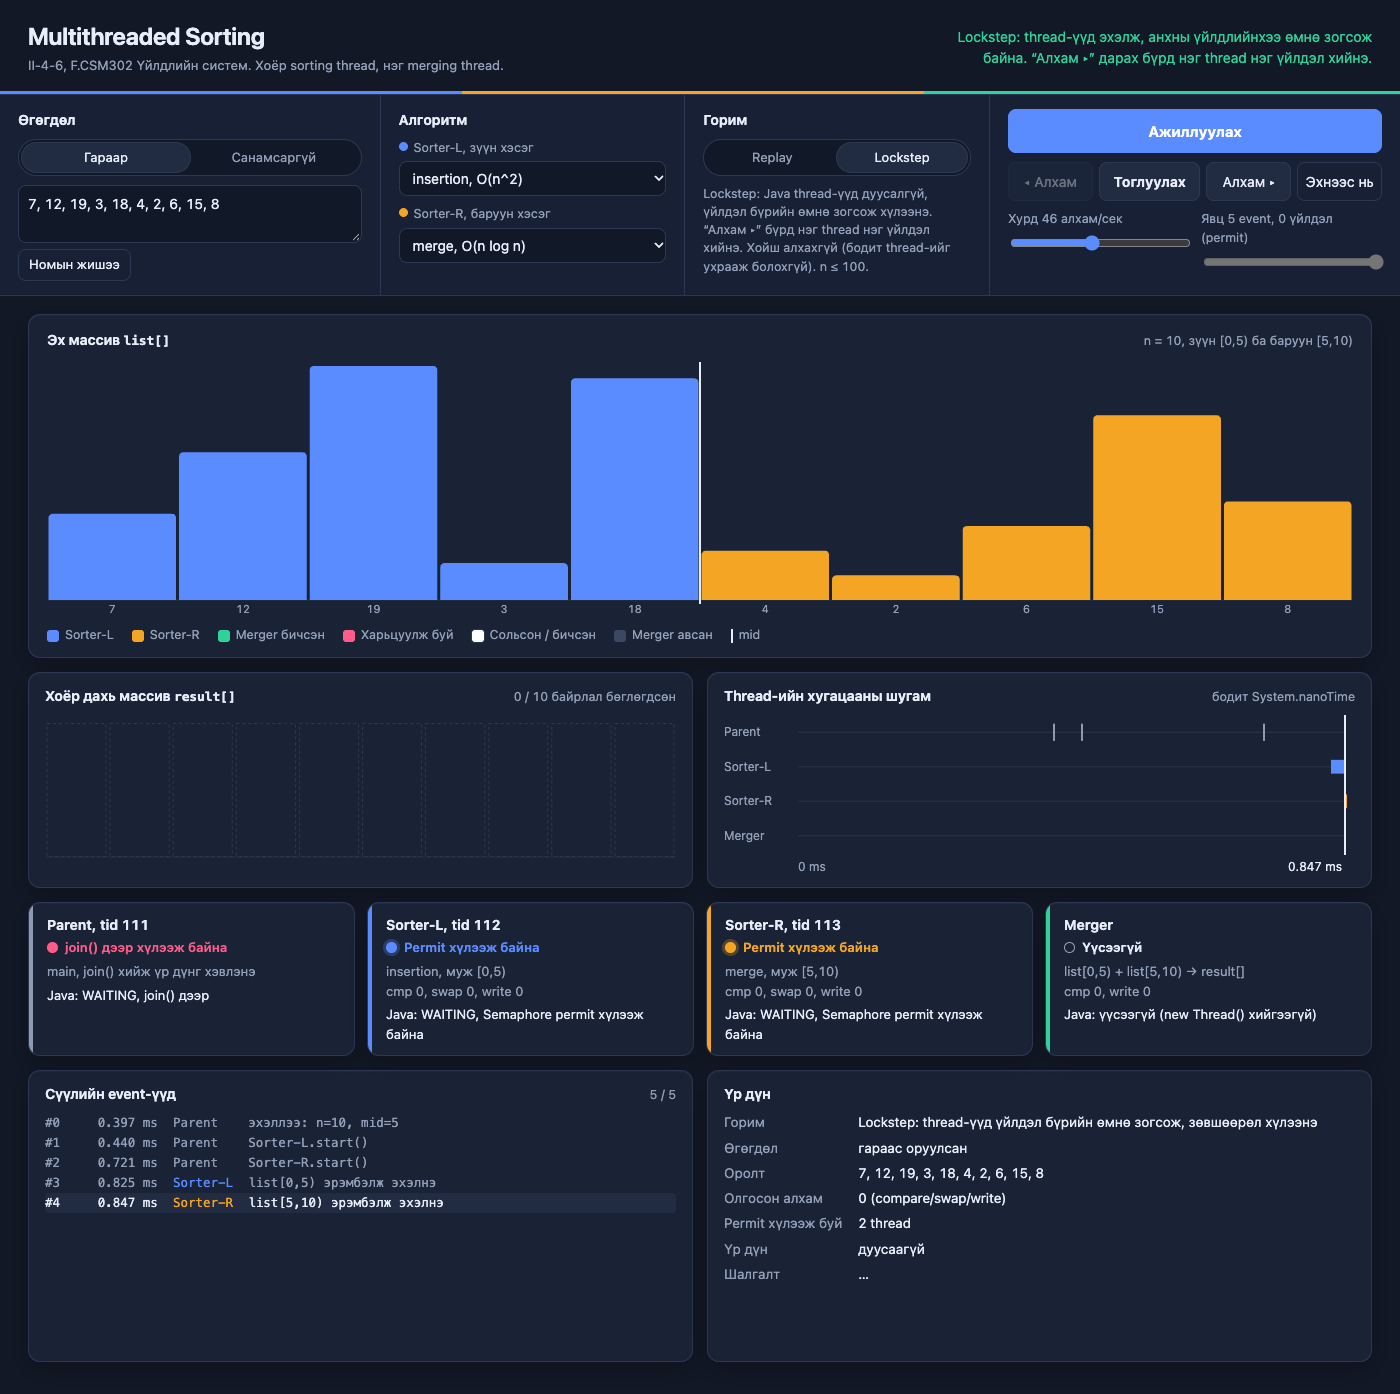 Multithreaded Sorting
II-4-6, F.CSM302 Үйлдлийн систем. Хоёр sorting thread, нэг merging thread.
Lockstep: thread-үүд эхэлж, анхны үйлдлийнхээ өмнө зогсож
байна. “Алхам ▸” дарах бүрд нэг thread нэг үйлдэл хийнэ.
Өгөгдөл
Гараар
Санамсаргүй
7, 12, 19, 3, 18, 4, 2, 6, 15, 8
Номын жишээ
Алгоритм
Sorter-L, зүүн хэсэг
insertion, O(n^2)
Sorter-R, баруун хэсэг
merge, O(n log n)
Горим
Replay
Lockstep
Lockstep: Java thread-үүд дуусалгүй,
үйлдэл бүрийн өмнө зогсож хүлээнэ.
“Алхам ▸” бүрд нэг thread нэг үйлдэл
хийнэ. Хойш алхахгүй (бодит thread-ийг
ухрааж болохгүй). n ≤ 100.
Ажиллуулах
◂ Алхам
Тоглуулах
Алхам ▸
Эхнээс нь
Хурд 46 алхам/сек
Явц 5 event, 0 үйлдэл
(permit)
Эх массив list[]
n = 10, зүүн [0,5) ба баруун [5,10)
7 12 19 3 18 4 2 6 15 8
Sorter-L Sorter-R Merger бичсэн Харьцуулж буй Сольсон / бичсэн Merger авсан mid
Хоёр дахь массив result[]
0 / 10 байрлал бөглөгдсөн
Thread-ийн хугацааны шугам
бодит System.nanoTime
Parent
Sorter-L
Sorter-R
Merger
0 ms
0.847 ms
Parent, tid 111
join() дээр хүлээж байна
main, join() хийж үр дүнг хэвлэнэ
Java: WAITING, join() дээр
Sorter-L, tid 112
Permit хүлээж байна
insertion, муж [0,5)
cmp 0, swap 0, write 0
Java: WAITING, Semaphore permit хүлээж
байна
Sorter-R, tid 113
Permit хүлээж байна
merge, муж [5,10)
cmp 0, swap 0, write 0
Java: WAITING, Semaphore permit хүлээж
байна
Merger
Үүсээгүй
list[0,5) + list[5,10) → result[]
cmp 0, write 0
Java: үүсээгүй (new Thread() хийгээгүй)
Сүүлийн event-үүд
5 / 5
#0 0.397 ms Parent эхэллээ: n=10, mid=5
#1 0.440 ms Parent Sorter-L.start()
#2 0.721 ms Parent Sorter-R.start()
#3 0.825 ms Sorter-L list[0,5) эрэмбэлж эхэлнэ
#4 0.847 ms Sorter-R list[5,10) эрэмбэлж эхэлнэ
Үр дүн
Горим Lockstep: thread-үүд үйлдэл бүрийн өмнө зогсож, зөвшөөрөл хүлээнэ
Өгөгдөл гараас оруулсан
Оролт 7, 12, 19, 3, 18, 4, 2, 6, 15, 8
Олгосон алхам 0 (compare/swap/write)
Permit хүлээж буй 2 thread
Үр дүн дуусаагүй
Шалгалт ...